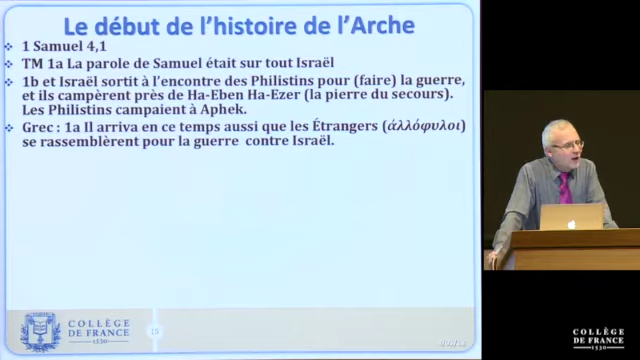 Le début de l'histoire de l'Arche
1 Samuel 4,1
TM 1a La parole de Samuel était sur tout Israël
1b et Israël sortit à l'encontre des Philistins pour (faire) la guerre,
et ils campèrent près de Ha-Eben Ha-Ezer (la pierre du secours).
Les Philistins campaient à Aphek.
Grec : 1a Il arriva en ce temps aussi que les Étrangers (ἀλλόφυλοι)
se rassemblèrent pour la guerre contre Israël.
COLLÈGE
DE FRANCE
1530
15
COLLÈGE
DE FRANCE
1530